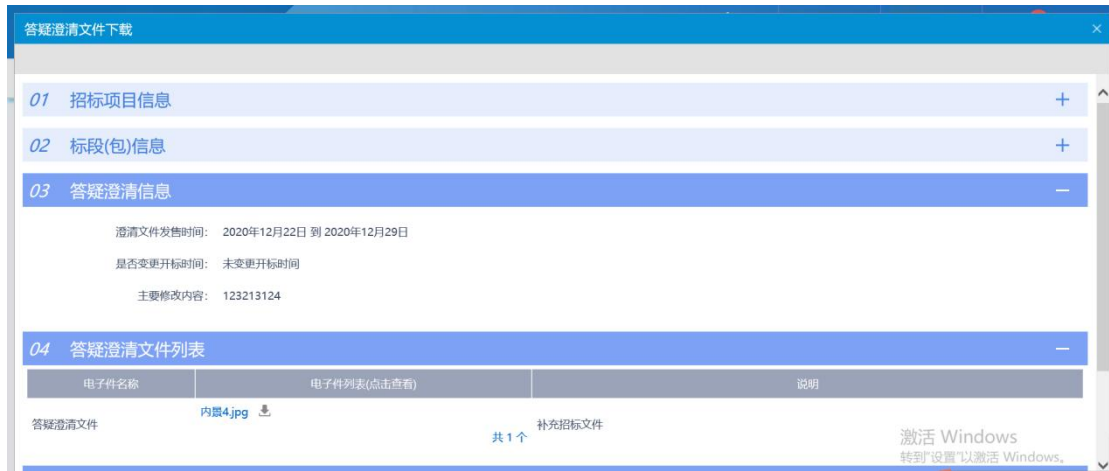 答疑澄清文件下载
01 招标项目信息
02 标段(包)信息
03 答疑澄清信息
澄清文件发售时间: 2020年12月22日 到 2020年12月29日
是否变更开标时间: 未变更开标时间
主要修改内容: 123213124
04 答疑澄清文件列表
电子件名称 电子件列表(点击查看) 说明
答疑澄清文件 内景4.jpg 共 1 个 补充招标文件
激活 Windows
转到"设置"以激活 Windows。